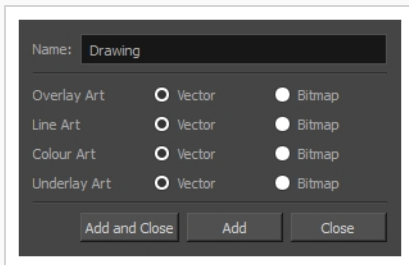 Name: Drawing
Overlay Art Vector Bitmap
Line Art Vector Bitmap
Colour Art Vector Bitmap
Underlay Art Vector Bitmap
Add and Close Add Close